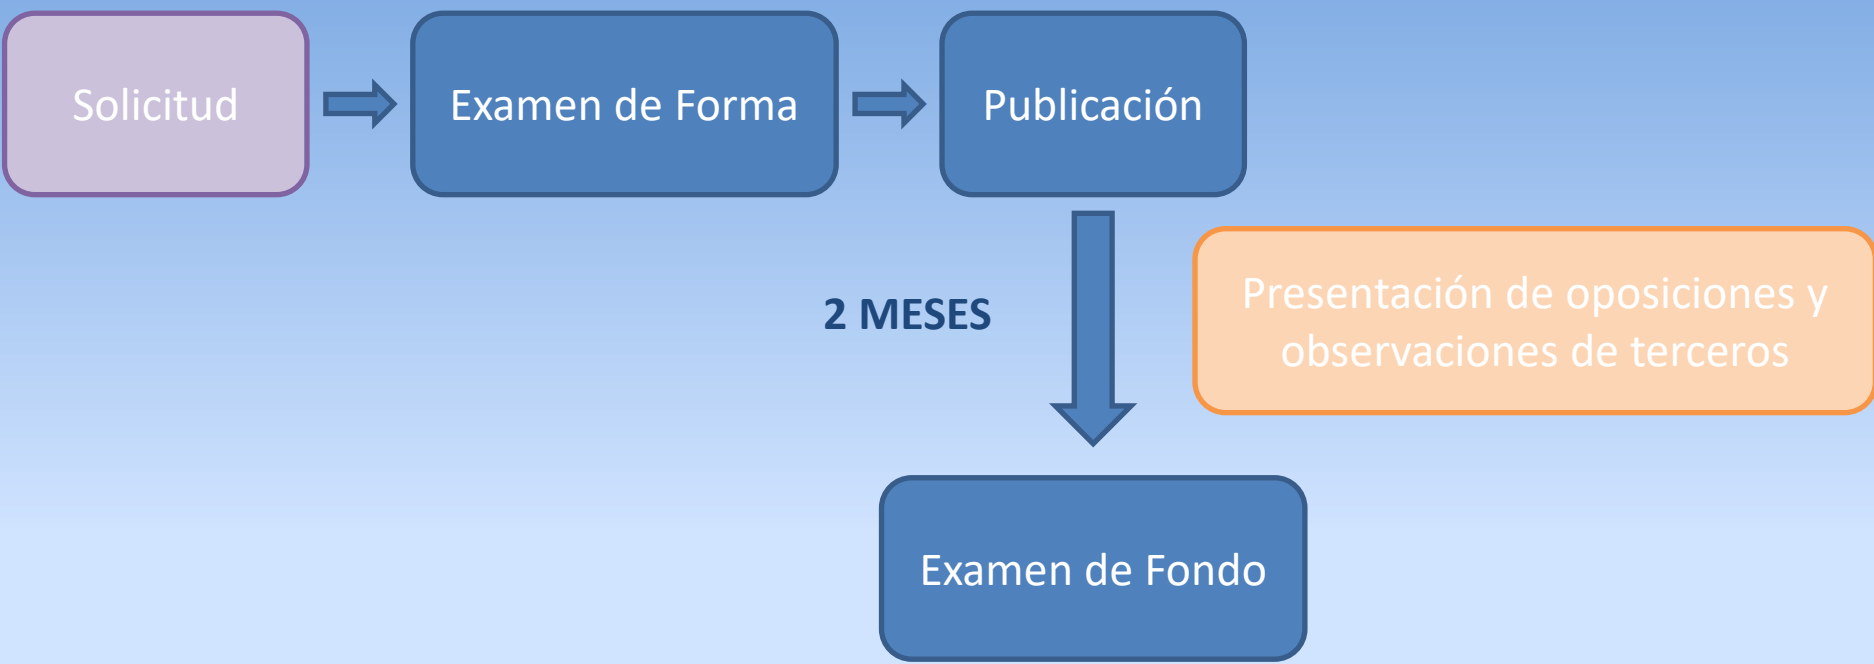 Solicitud
Examen de Forma
Publicación
2 MESES
Presentación de oposiciones y
observaciones de terceros
Examen de Fondo